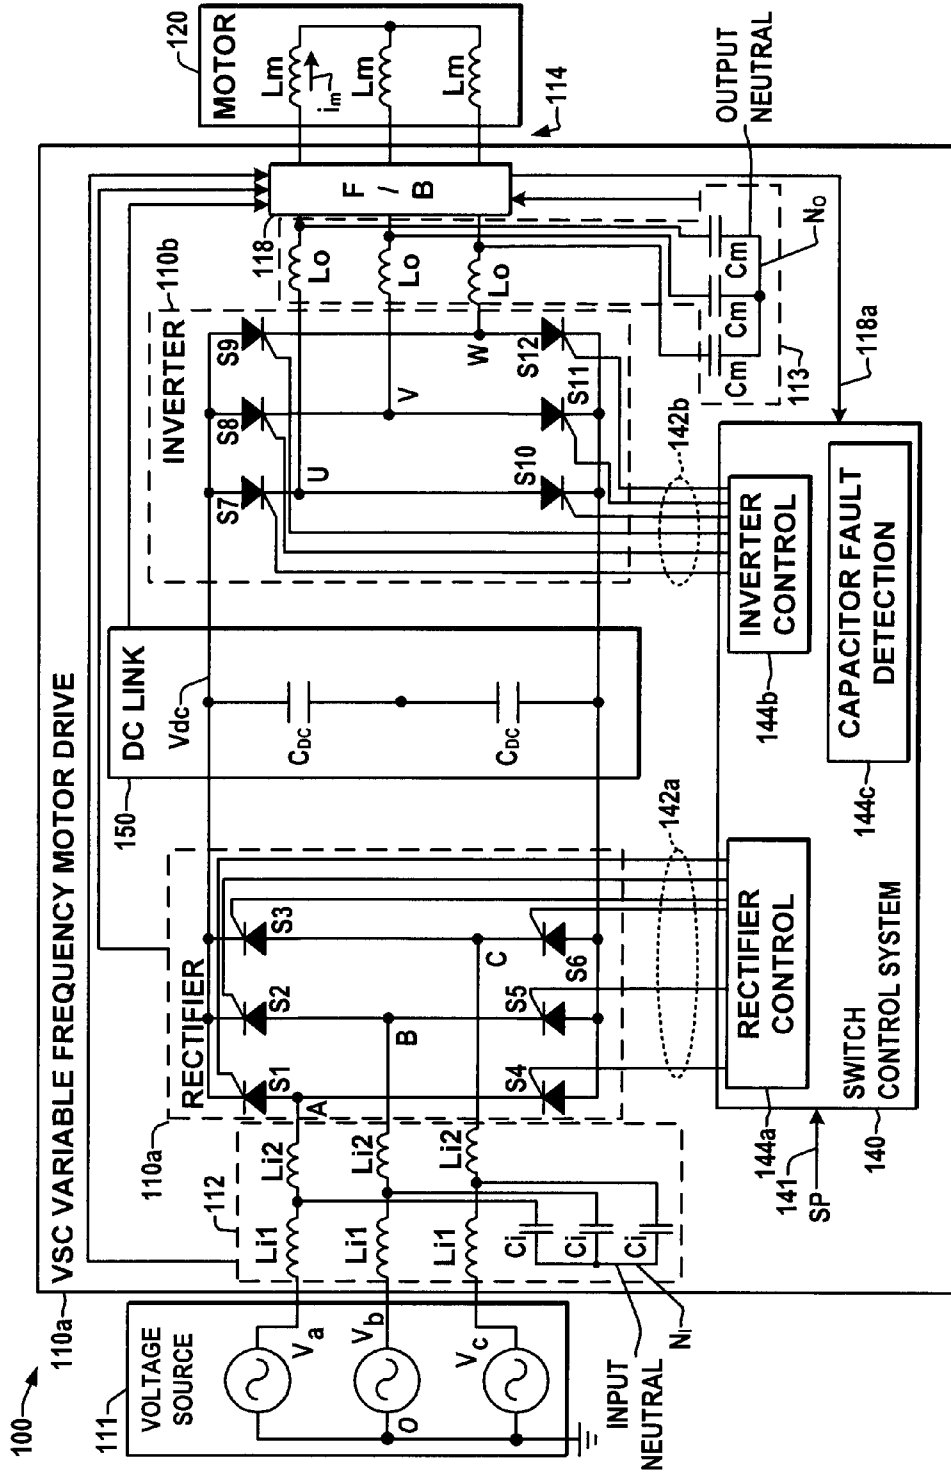 100
110a
VSC VARIABLE FREQUENCY MOTOR DRIVE
111
VOLTAGE
SOURCE
Va
Vb
Vc
O
INPUT
NEUTRAL
NI
112
Li1
Li1
Li1
Li2
Li2
Li2
Ci
Ci
Ci
110a
RECTIFIER
S1
S2
S3
S4
S5
S6
A
B
C
150
DC LINK
Vdc
CDC
CDC
110b
INVERTER
S7
S8
S9
S10
S11
S12
U
V
W
118
Lo
Lo
Lo
F
/
B
114
120
MOTOR
Lm
Lm
Lm
im
OUTPUT
NEUTRAL
NO
Cm
Cm
Cm
113
118a
142a
142b
144a
RECTIFIER
CONTROL
144b
INVERTER
CONTROL
144c
CAPACITOR FAULT
DETECTION
141
SP
140
SWITCH
CONTROL SYSTEM